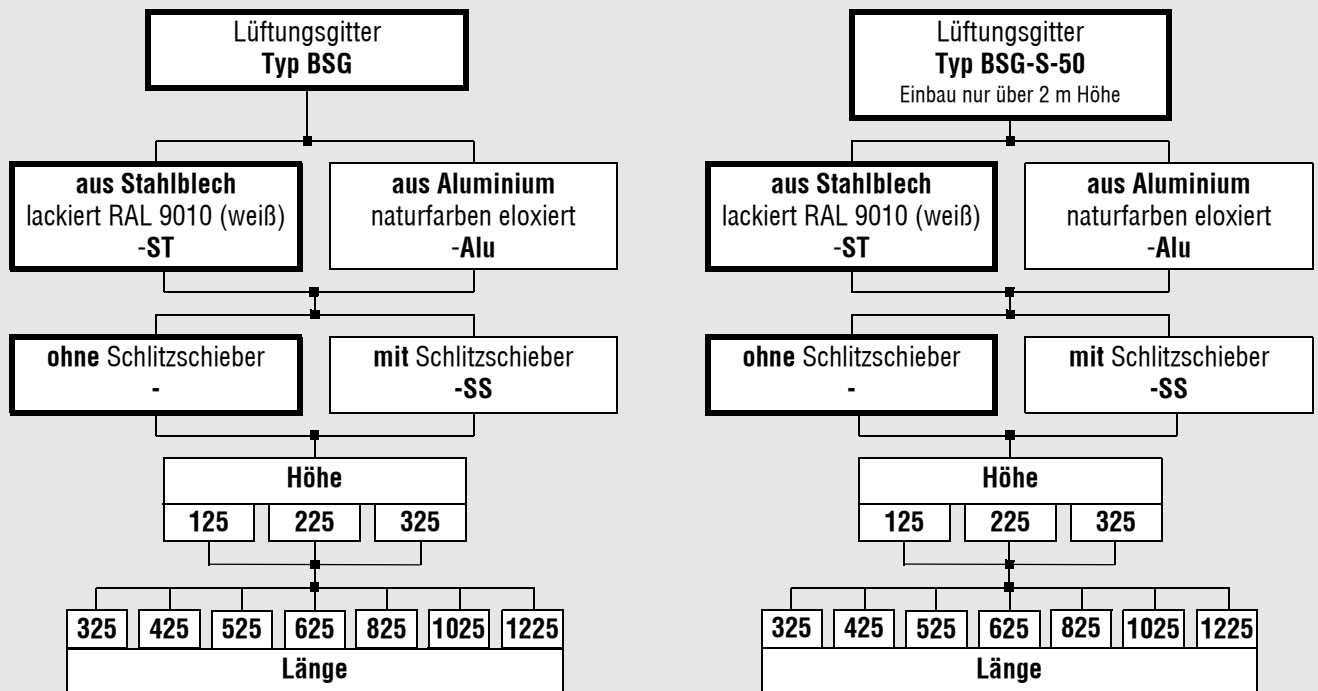 Lüftungsgitter
Typ BSG
aus Stahlblech
lackiert RAL 9010 (weiß)
-ST
aus Aluminium
naturfarben eloxiert
-Alu
ohne Schlitzschieber
-
mit Schlitzschieber
-SS
Höhe
125 225 325
325 425 525 625 825 1025 1225
Länge
Lüftungsgitter
Typ BSG-S-50
Einbau nur über 2 m Höhe
aus Stahlblech
lackiert RAL 9010 (weiß)
-ST
aus Aluminium
naturfarben eloxiert
-Alu
ohne Schlitzschieber
-
mit Schlitzschieber
-SS
Höhe
125 225 325
325 425 525 625 825 1025 1225
Länge